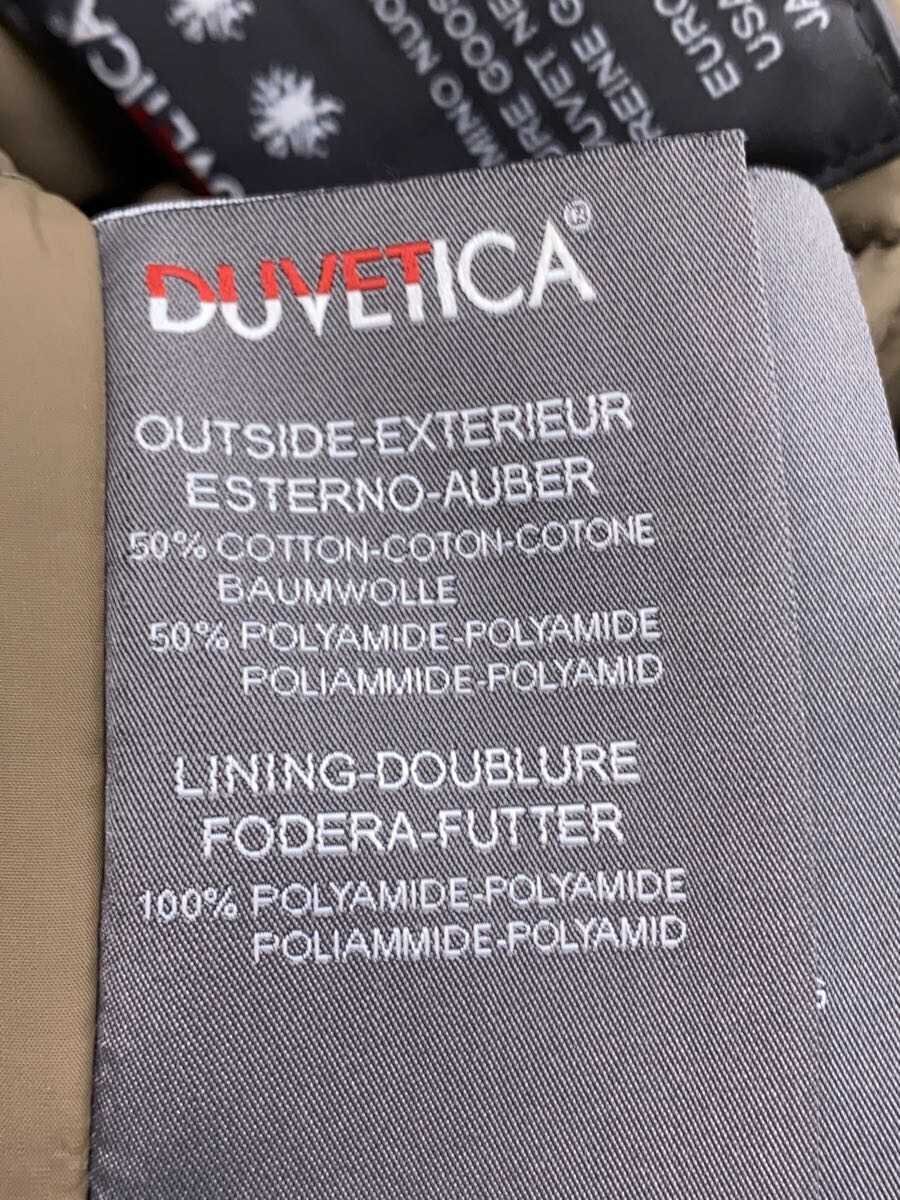 DUVETICA®
OUTSIDE-EXTERIEUR
ESTERNO-AUBER
50% COTTON-COTON-COTONE
BAUMWOLLE
50% POLYAMIDE-POLYAMIDE
POLIAMMIDE-POLYAMID
LINING-DOUBLURE
FODERA-FUTTER
100% POLYAMIDE-POLYAMIDE
POLIAMMIDE-POLYAMID